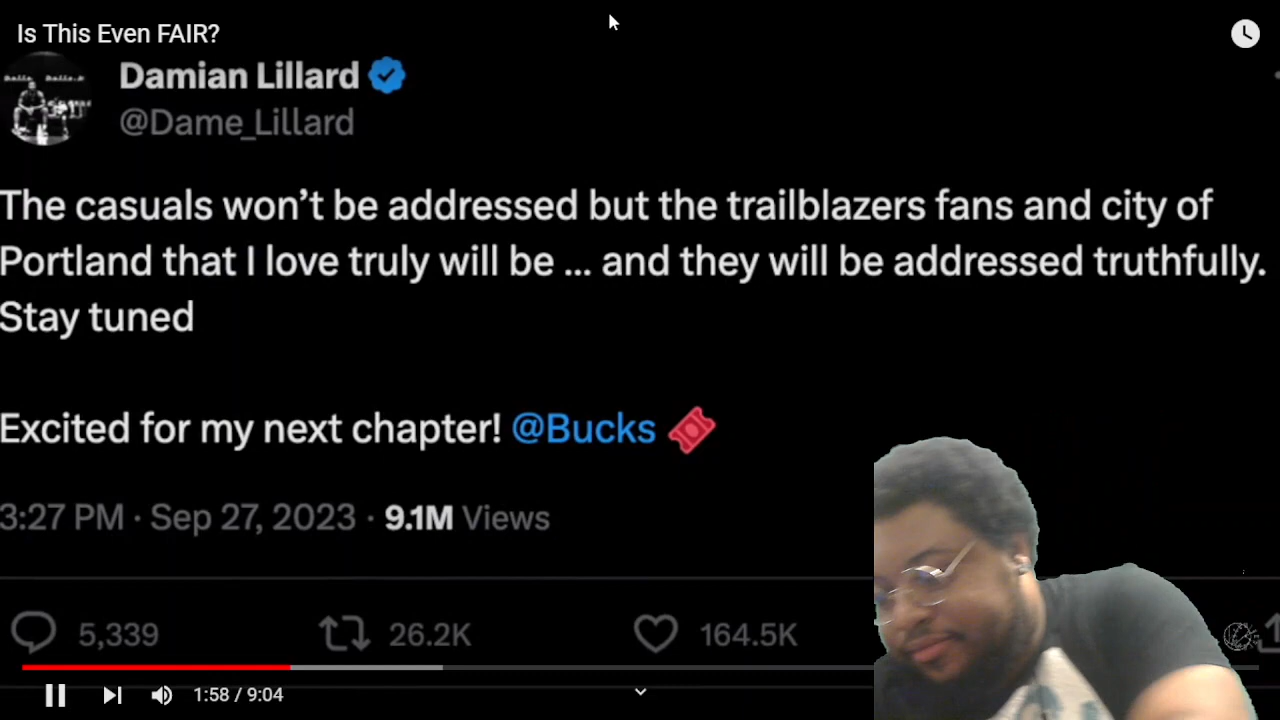 Is This Even FAIR?
Damian Lillard
@Dame_Lillard
The casuals won’t be addressed but the trailblazers fans and city of
Portland that I love truly will be ... and they will be addressed truthfully.
Stay tuned
Excited for my next chapter! @Bucks
3:27 PM · Sep 27, 2023 · 9.1M Views
5,339 26.2K 164.5K
1:58 / 9:04